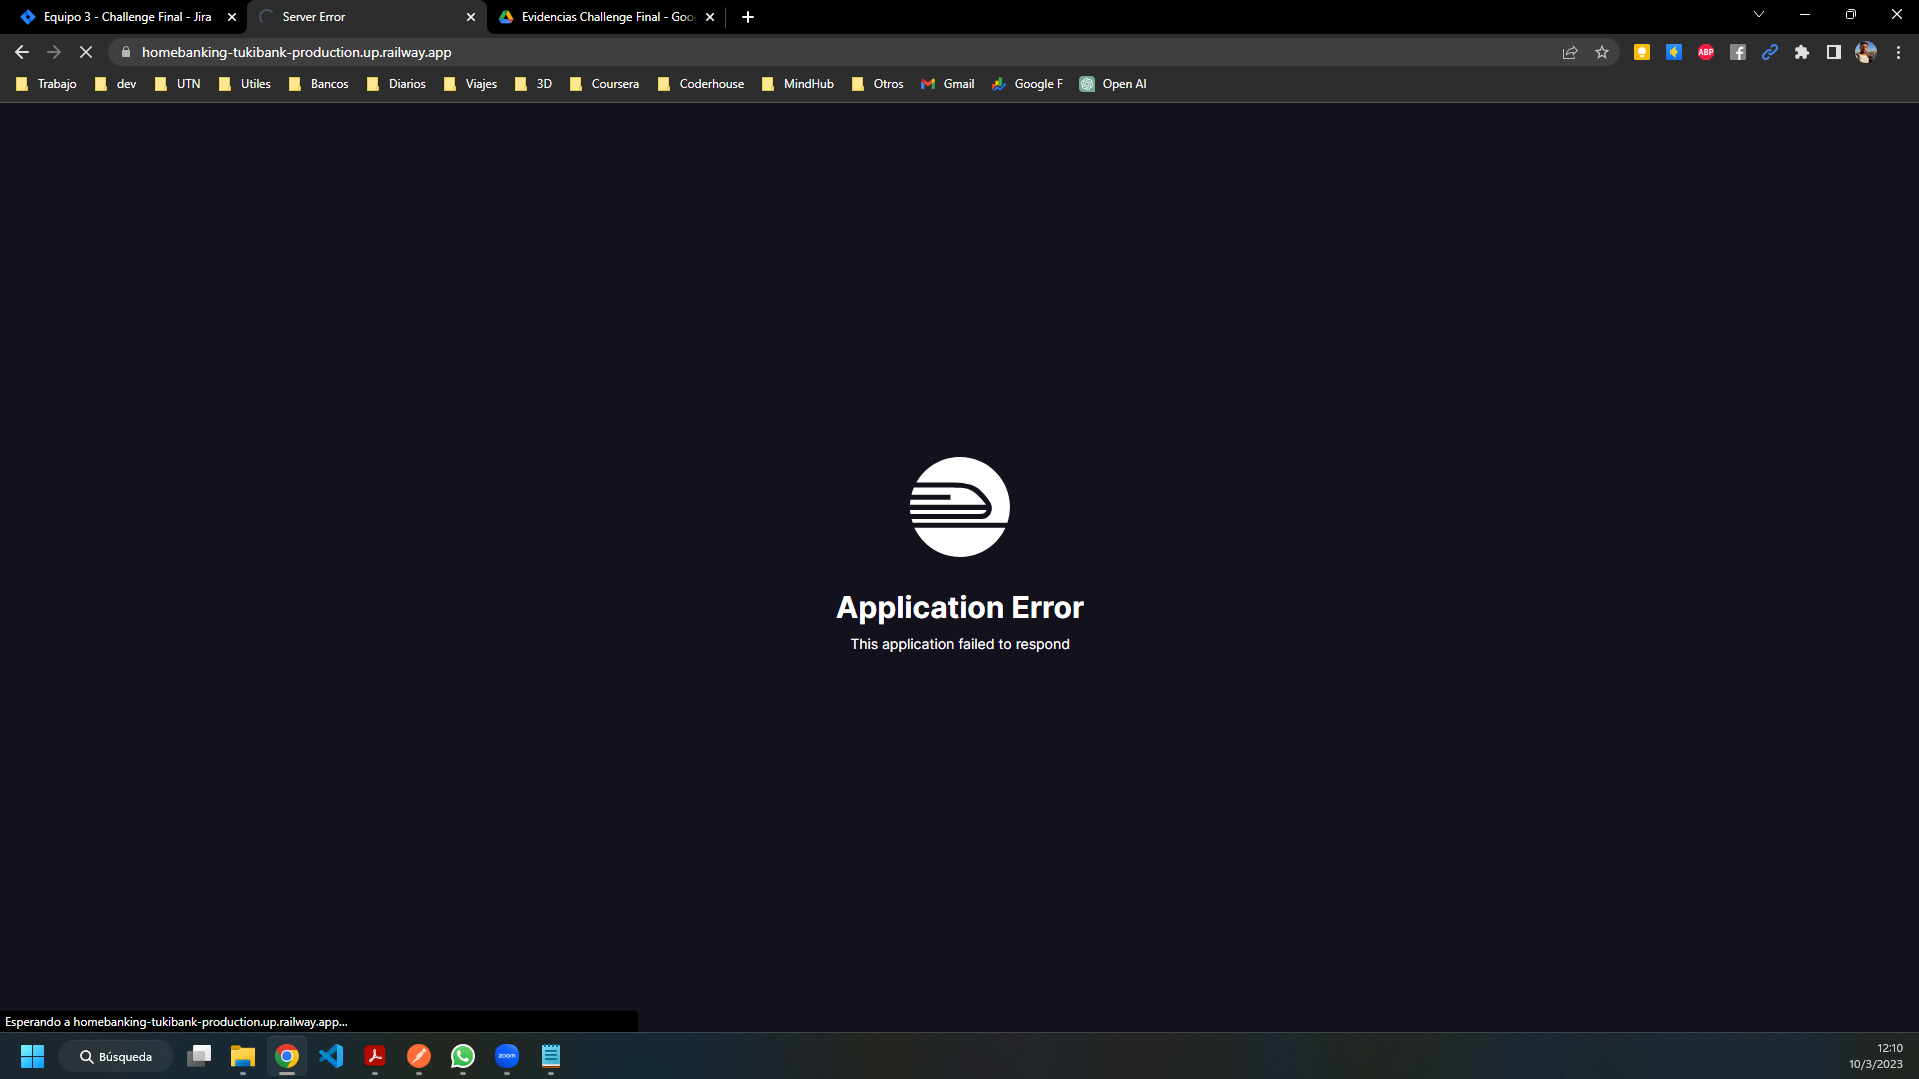 Equipo 3 - Challenge Final - Jira
Server Error
Evidencias Challenge Final - Goo
homebanking-tukibank-production.up.railway.app
ABP
Trabajo
dev
UTN
Utiles
Bancos
Diarios
Viajes
3D
Coursera
Coderhouse
MindHub
Otros
Gmail
Google F
Open AI
Application Error
This application failed to respond
Esperando a homebanking-tukibank-production.up.railway.app...
Búsqueda
zoom
12:10
10/3/2023